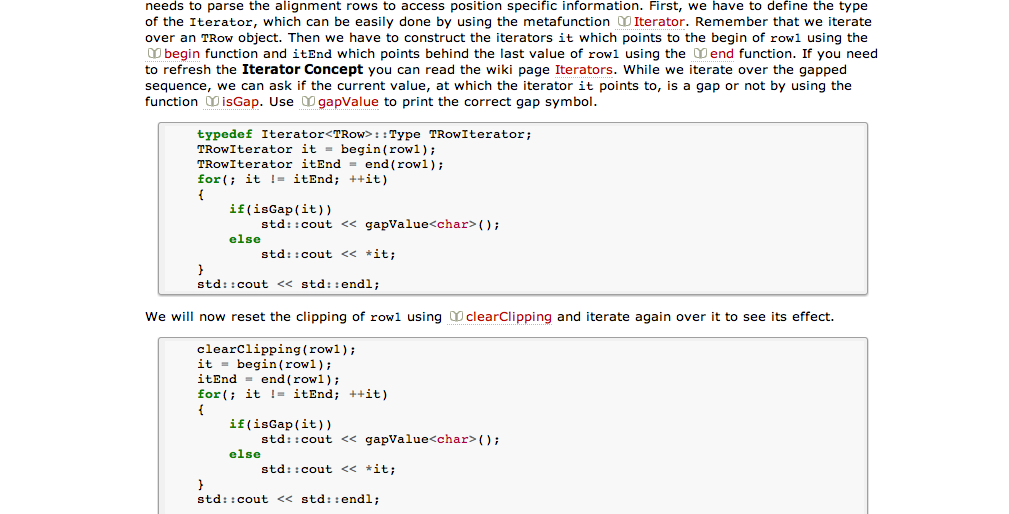 needs to parse the alignment rows to access position specific information. First, we have to define the type
of the Iterator, which can be easily done by using the metafunction Iterator. Remember that we iterate
over an TRow object. Then we have to construct the iterators it which points to the begin of row1 using the
begin function and itEnd which points behind the last value of row1 using the end function. If you need
to refresh the Iterator Concept you can read the wiki page Iterators. While we iterate over the gapped
sequence, we can ask if the current value, at which the iterator it points to, is a gap or not by using the
function isGap. Use gapValue to print the correct gap symbol.
typedef Iterator<TRow>::Type TRowIterator;
TRowIterator it = begin(row1);
TRowIterator itEnd = end(row1);
for(; it != itEnd; ++it)
{
if(isGap(it))
std::cout << gapValue<char>();
else
std::cout << *it;
}
std::cout << std::endl;
We will now reset the clipping of row1 using clearClipping and iterate again over it to see its effect.
clearClipping(row1);
it = begin(row1);
itEnd = end(row1);
for(; it != itEnd; ++it)
{
if(isGap(it))
std::cout << gapValue<char>();
else
std::cout << *it;
}
std::cout << std::endl;